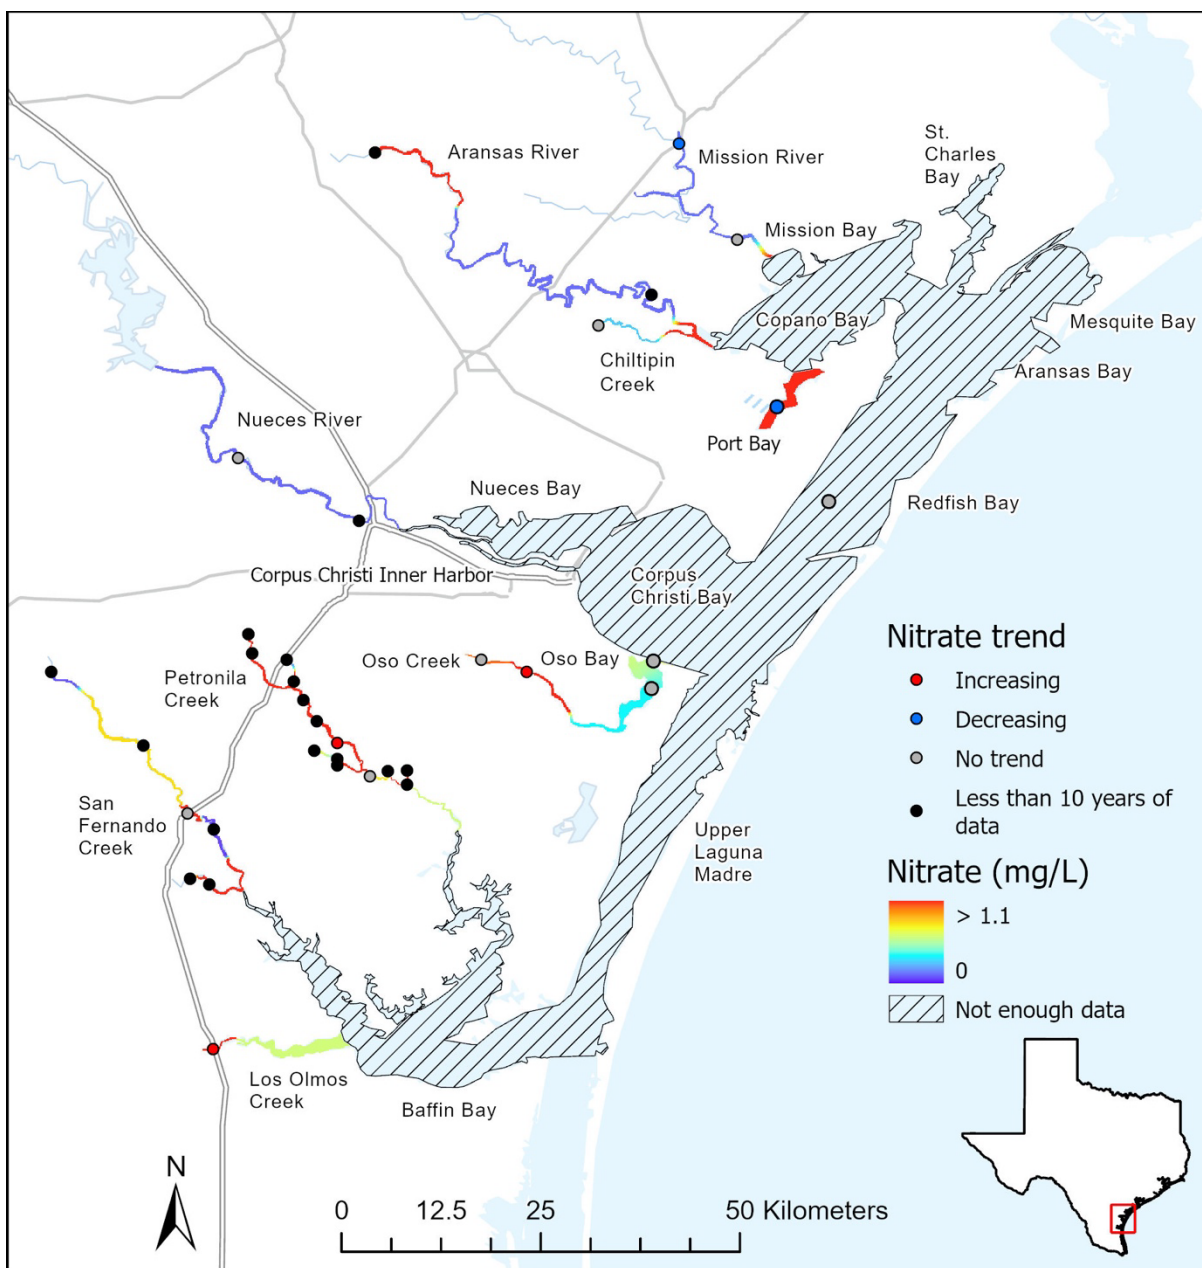 St.
Charles
Bay
Aransas River
Mission River
Mission Bay
Copano Bay
Mesquite Bay
Chiltipin
Creek
Aransas Bay
Nueces River
Port Bay
Nueces Bay
Redfish Bay
Corpus Christi Inner Harbor
Corpus
Christi Bay
Oso Creek
Oso Bay
Petronila
Creek
San
Fernando
Creek
Upper
Laguna
Madre
Los Olmos
Creek
Baffin Bay
Nitrate trend
Increasing
Decreasing
No trend
Less than 10 years of
data
Nitrate (mg/L)
> 1.1
0
Not enough data
N
0 12.5 25 50 Kilometers